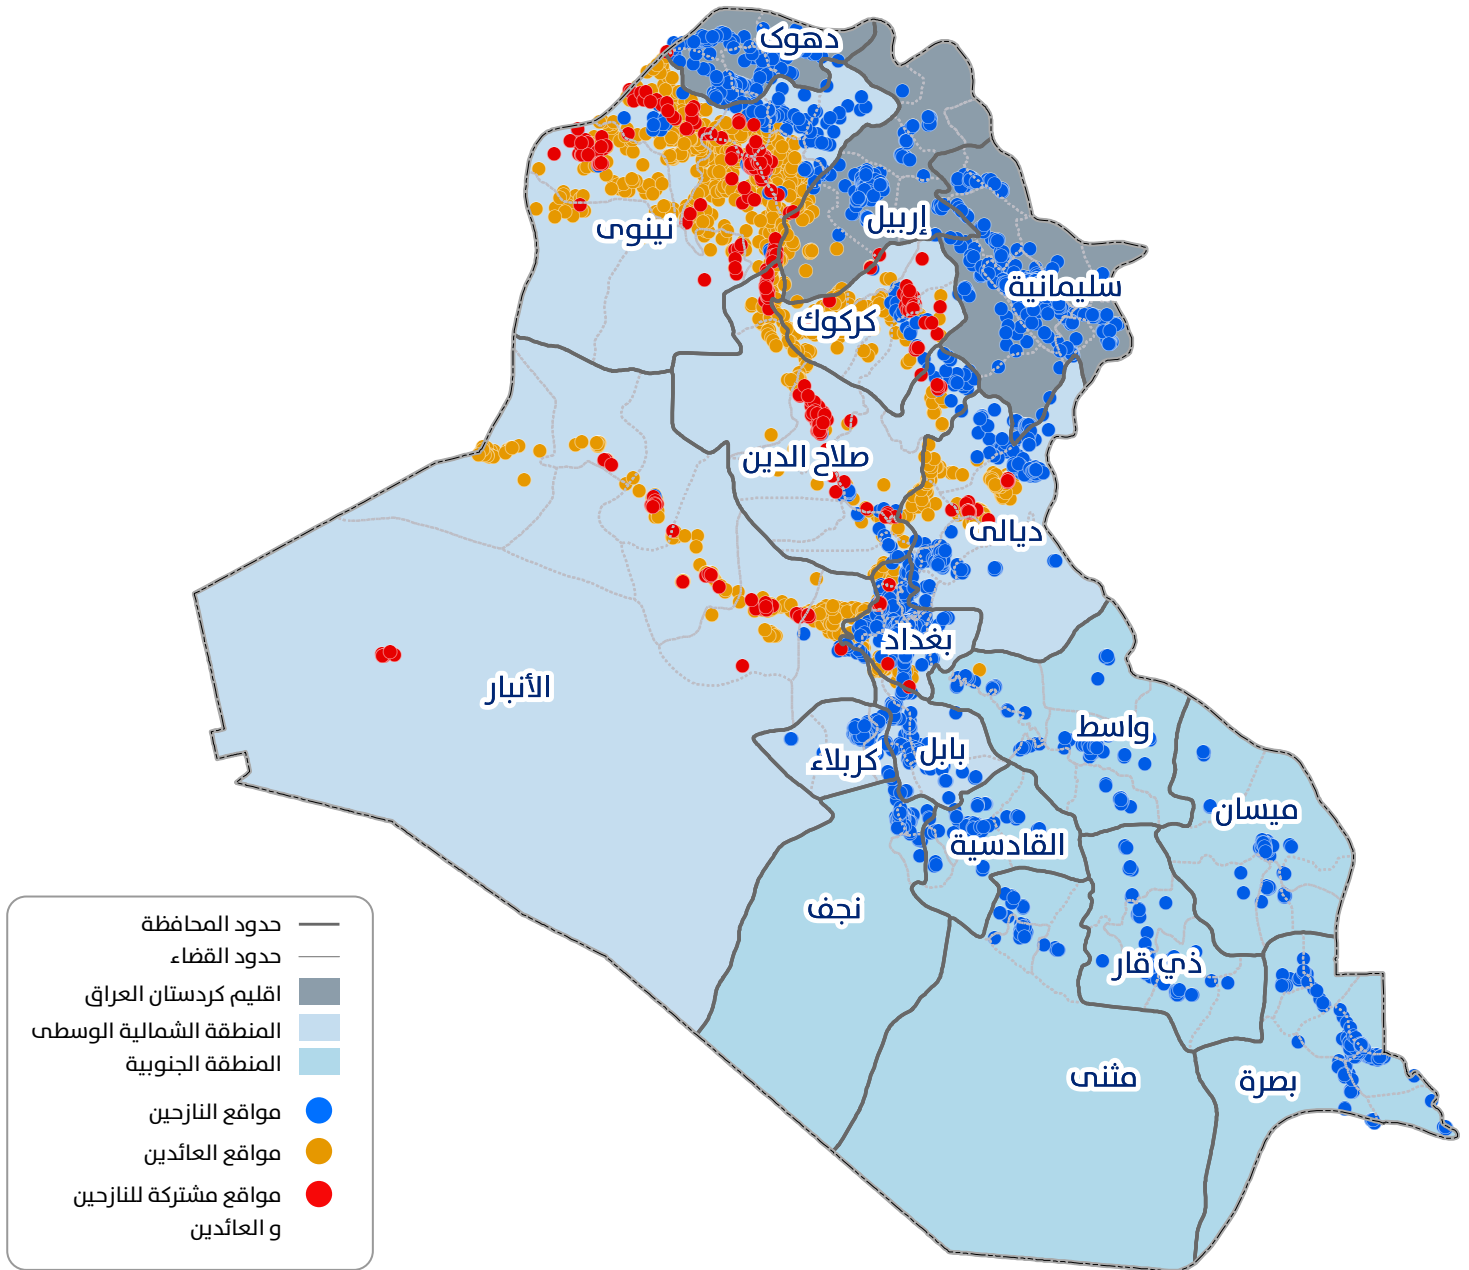 دهوک
نينوى
إربيل
سليمانية
كركوك
صلاح الدين
ديالى
بغداد
الأنبار
واسط
بابل
كربلاء
ميسان
القادسية
نجف
ذي قار
مثنى
بصرة
حدود المحافظة
حدود القضاء
اقليم كردستان العراق
المنطقة الشمالية الوسطى
المنطقة الجنوبية
مواقع النازحين
مواقع العائدين
مواقع مشتركة للنازحين
و العائدين